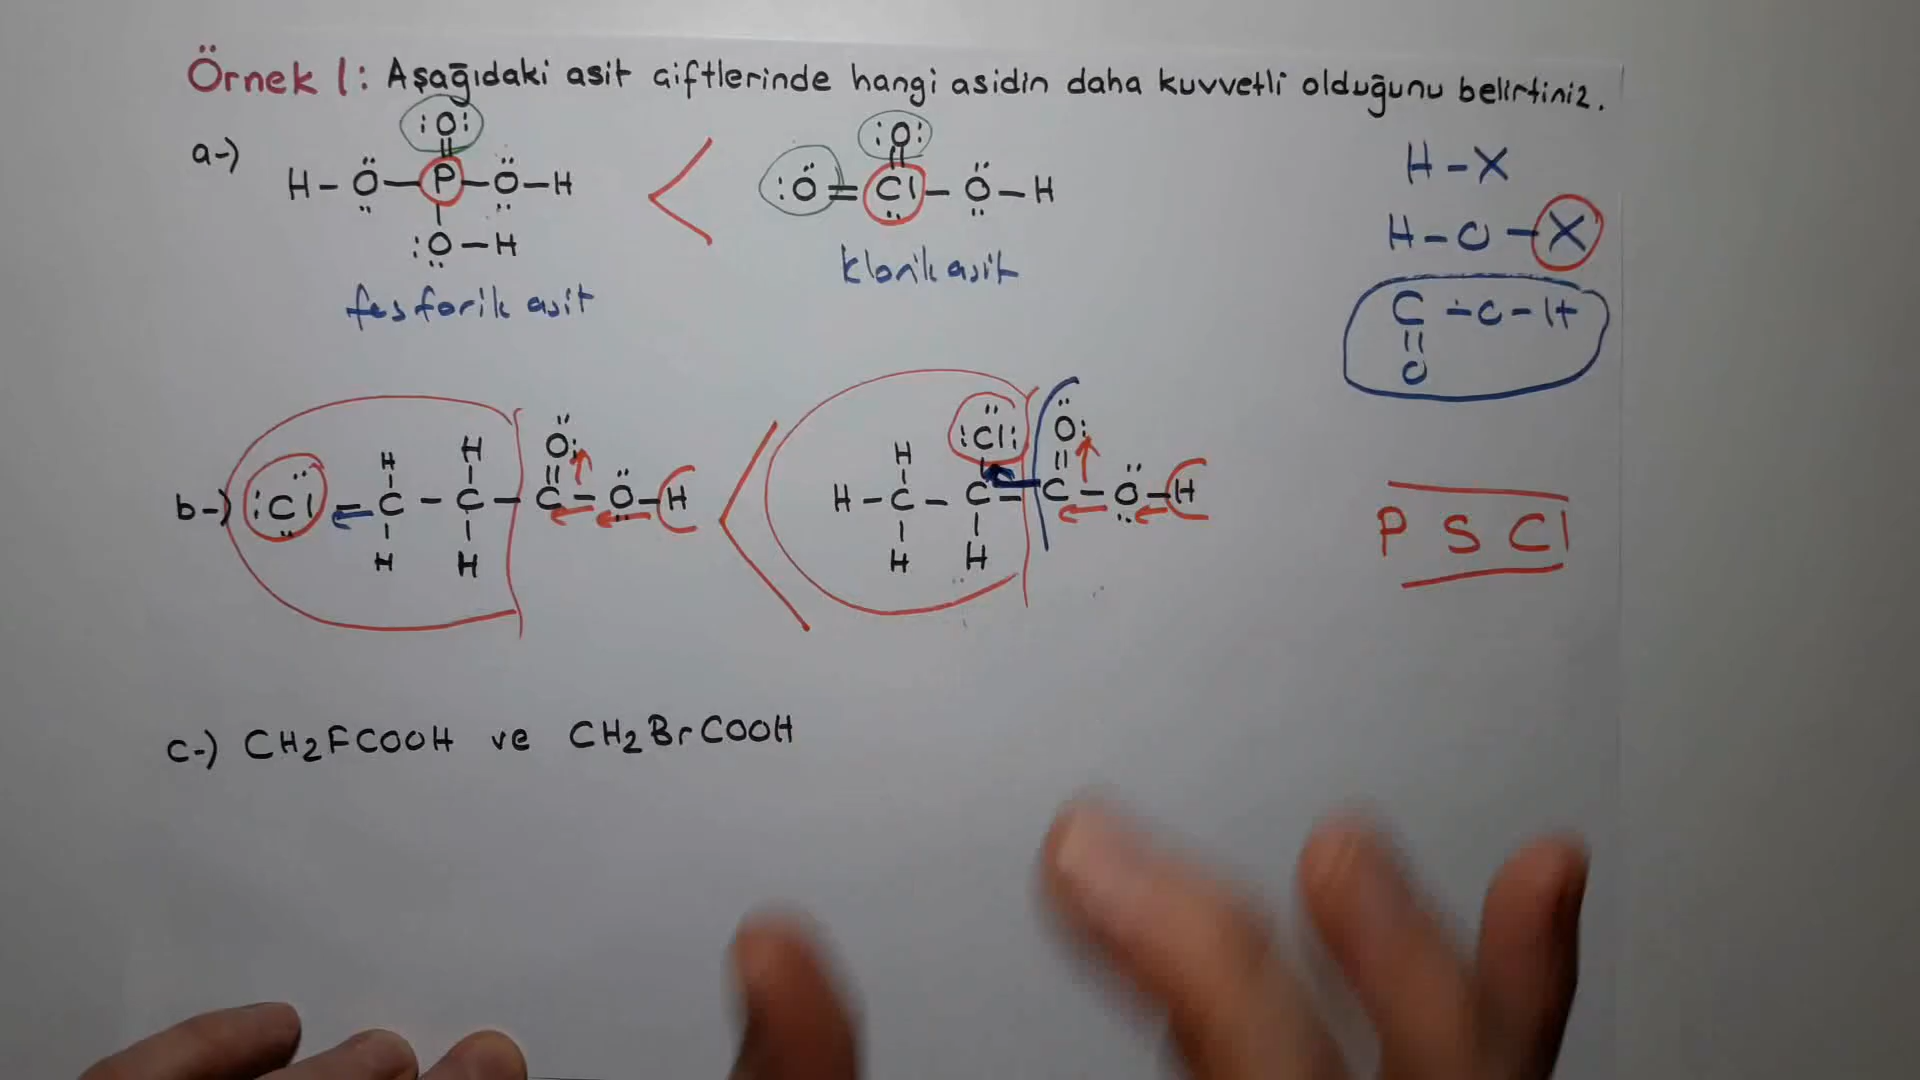 Örnek 1: Aşağıdaki asit çiftlerinde hangi asidin daha kuvvetli olduğunu belirtiniz.
a-)
:O:
H-O-P-O-H
:O-H
fosforik asit
<
:O:
:O=Cl-O-H
klorik asit
H-X
H-O-X
C-O-H
O
b-)
H H O:
:Cl-C-C-C-O-H
H H
<
H :Cl: O:
H-C-C-C-O-H
H H
P S Cl
c-) CH2FCOOH ve CH2BrCOOH